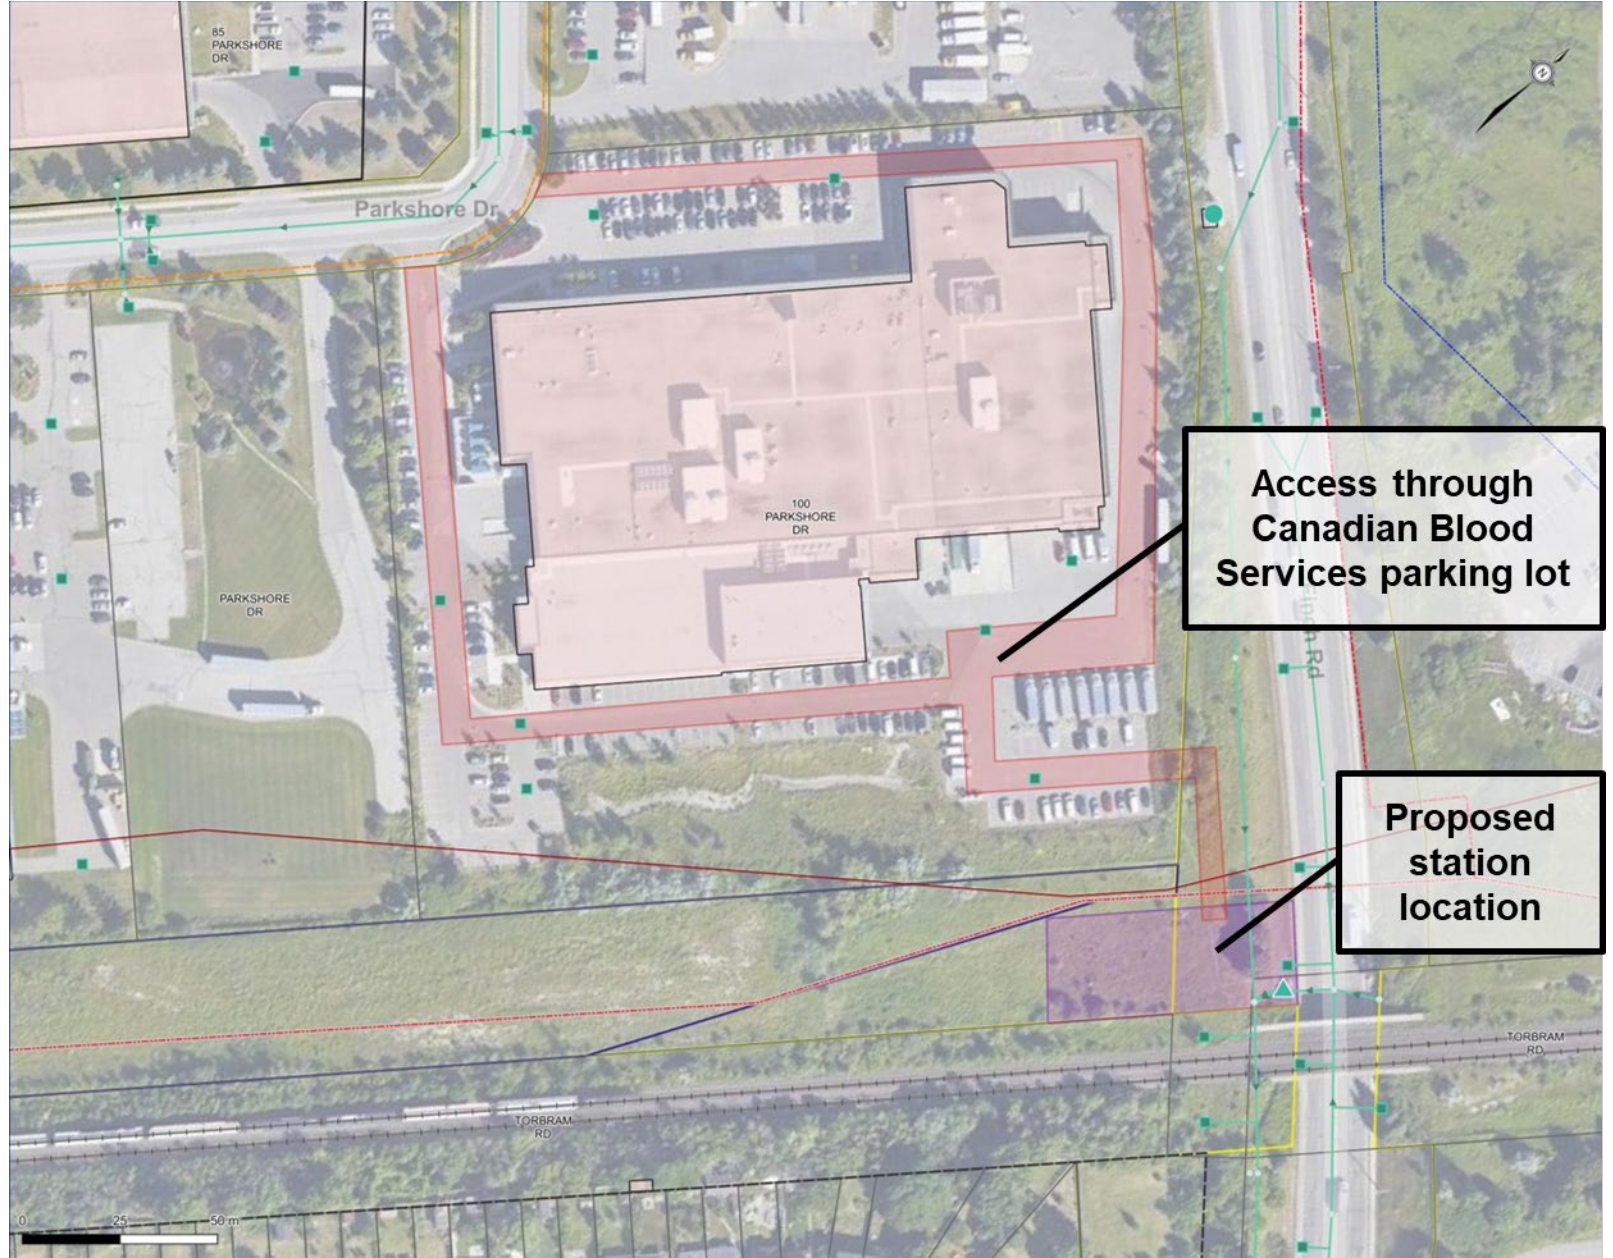 85
PARKSHORE
DR
N
Parkshore Dr
Access through
Canadian Blood
Services parking lot
100
PARKSHORE
DR
PARKSHORE
DR
Rd
Proposed
station
location
TORBRAM
RD
TORBRAM
RD
0 25 50 m